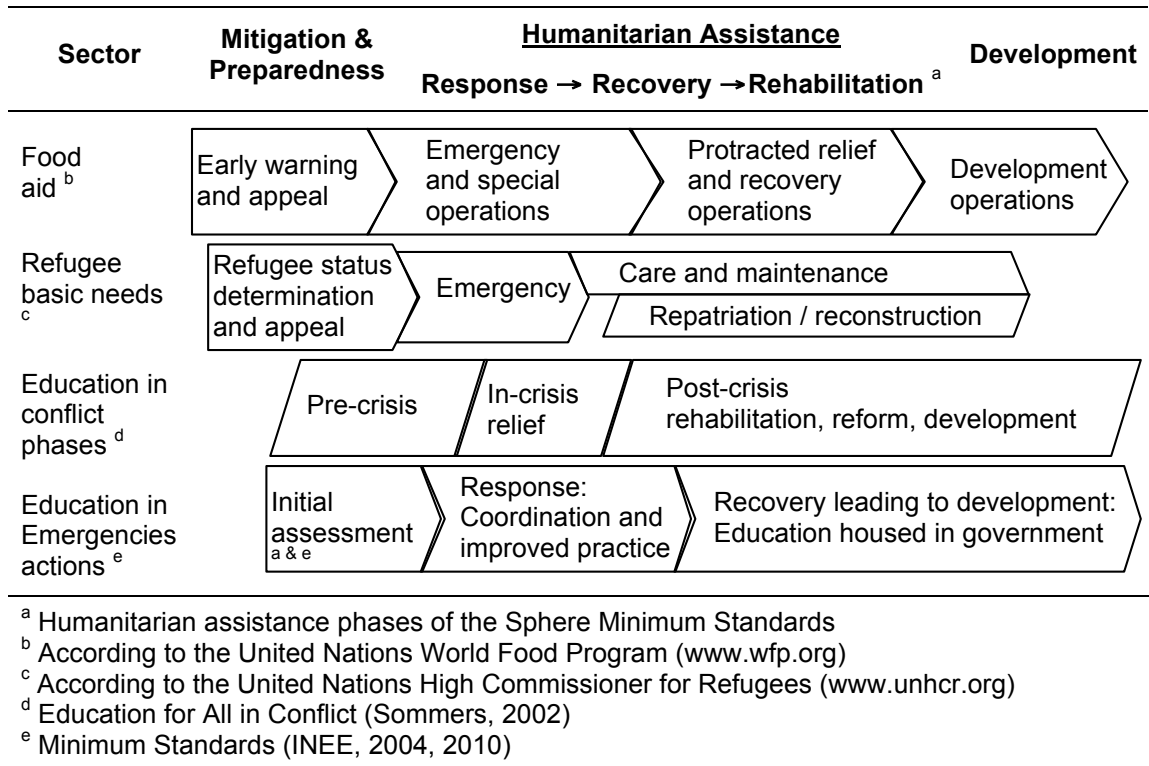 Sector
Mitigation &
Preparedness
Humanitarian Assistance
Response → Recovery →Rehabilitation a
Development
Food
aid b
Early warning
and appeal
Emergency
and special
operations
Protracted relief
and recovery
operations
Development
operations
Refugee
basic needs
c
Refugee status
determination
and appeal
Emergency
Care and maintenance
Repatriation / reconstruction
Education in
conflict
phases d
Pre-crisis
In-crisis
relief
Post-crisis
rehabilitation, reform, development
Education in
Emergencies
actions e
Initial
assessment
a & e
Response:
Coordination and
improved practice
Recovery leading to development:
Education housed in government
a Humanitarian assistance phases of the Sphere Minimum Standards
b According to the United Nations World Food Program (www.wfp.org)
c According to the United Nations High Commissioner for Refugees (www.unhcr.org)
d Education for All in Conflict (Sommers, 2002)
e Minimum Standards (INEE, 2004, 2010)